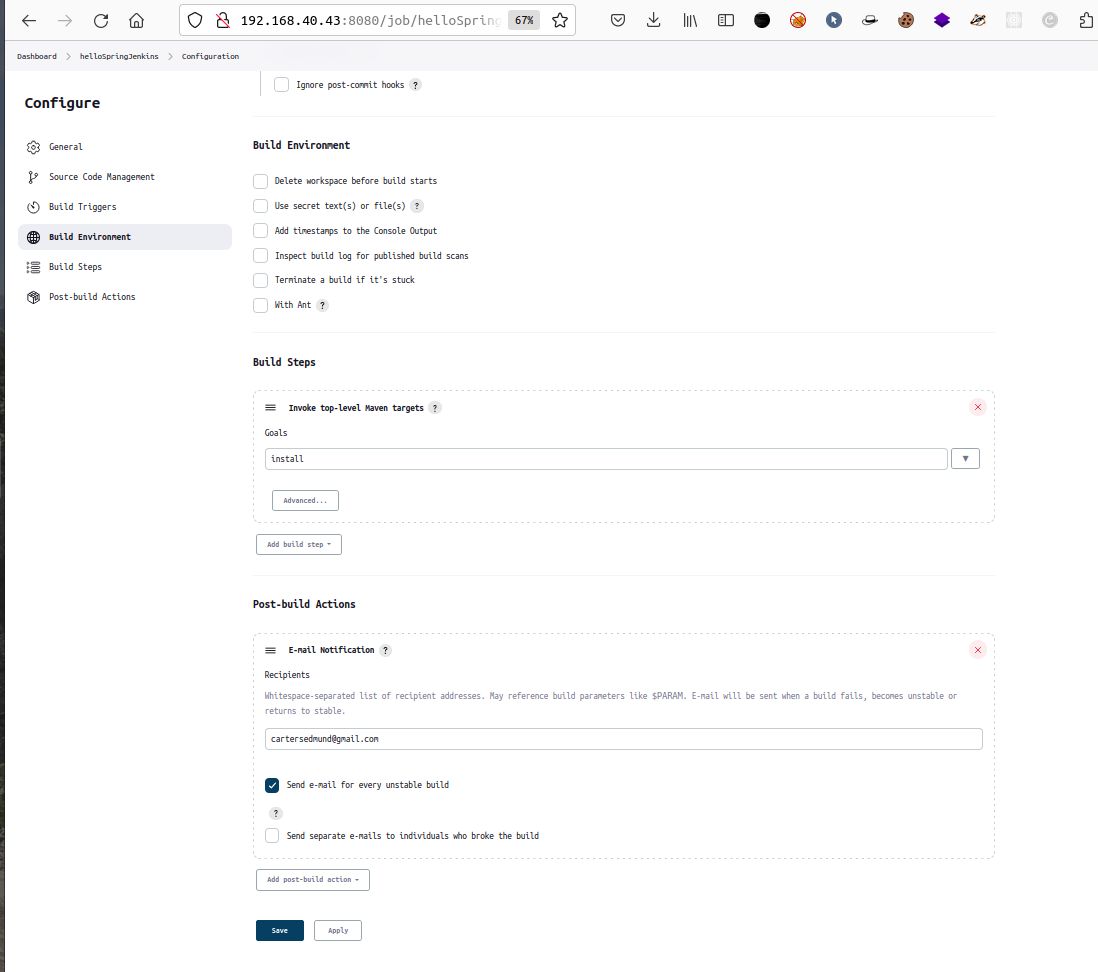 192.168.40.43:8080/job/helloSpring
67%
Dashboard > helloSpringJenkins > Configuration
Configure
General
Source Code Management
Build Triggers
Build Environment
Build Steps
Post-build Actions
Ignore post-commit hooks ?
Build Environment
Delete workspace before build starts
Use secret text(s) or file(s) ?
Add timestamps to the Console Output
Inspect build log for published build scans
Terminate a build if it's stuck
With Ant ?
Build Steps
Invoke top-level Maven targets ?
Goals
install
Advanced...
Add build step
Post-build Actions
E-mail Notification ?
Recipients
Whitespace-separated list of recipient addresses. May reference build parameters like $PARAM. E-mail will be sent when a build fails, becomes unstable or
returns to stable.
cartersedmund@gmail.com
Send e-mail for every unstable build
?
Send separate e-mails to individuals who broke the build
Add post-build action
Save
Apply